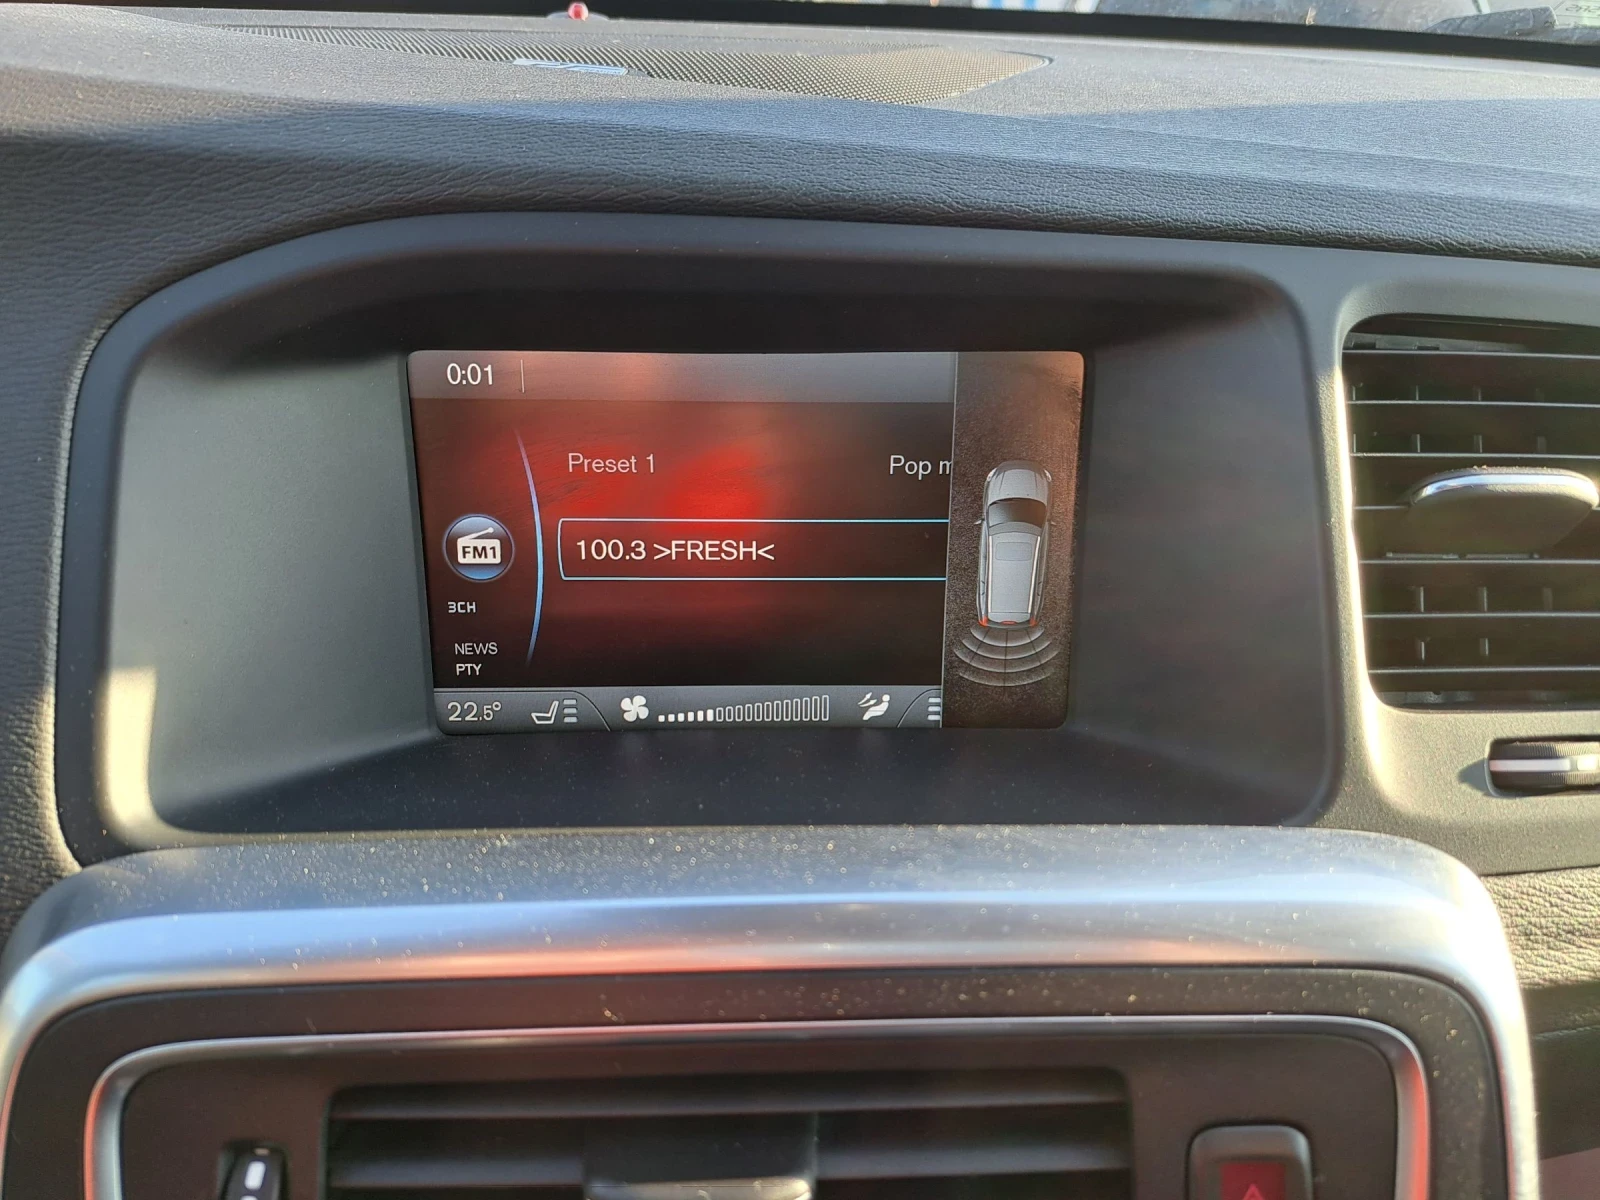 0:01
Preset 1
Pop m
100.3 >FRESH<
FM1
3CH
NEWS
PTY
22.5°